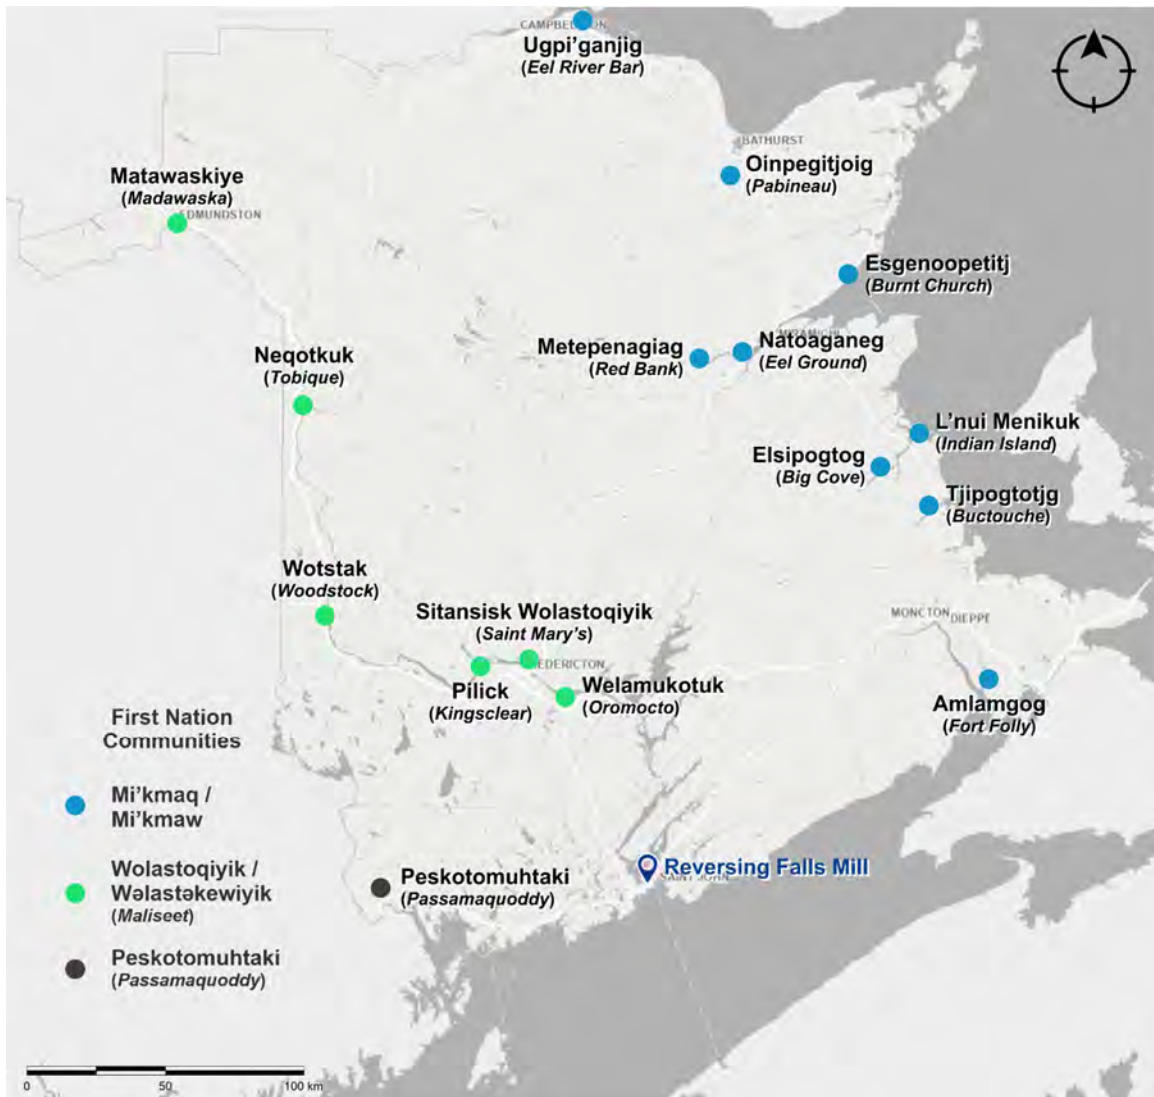 CAMPBELLTON
Ugpi'ganjig
(Eel River Bar)
BATHURST
Oinpegitjoig
(Pabineau)
Matawaskiye
(Madawaska)
EDMUNDSTON
Esgenoopetitj
(Burnt Church)
MIRAMICHI
Natoaganeg
(Eel Ground)
Metepenagiag
(Red Bank)
Neqotkuk
(Tobique)
L'nui Menikuk
(Indian Island)
Elsipogtog
(Big Cove)
Tjipogtotjg
(Buctouche)
Wotstak
(Woodstock)
Sitansisk Wolastoqiyik
(Saint Mary's)
FREDERICTON
MONCTON
DIEPPE
Pilick
(Kingsclear)
Welamukotuk
(Oromocto)
Amlamgog
(Fort Folly)
First Nation
Communities
Mi'kmaq /
Mi'kmaw
Wolastoqiyik /
Wəlastəkewiyik
(Maliseet)
Peskotomuhtaki
(Passamaquoddy)
Peskotomuhtaki
(Passamaquoddy)
Reversing Falls Mill
SAINT JOHN
0 50 100 km